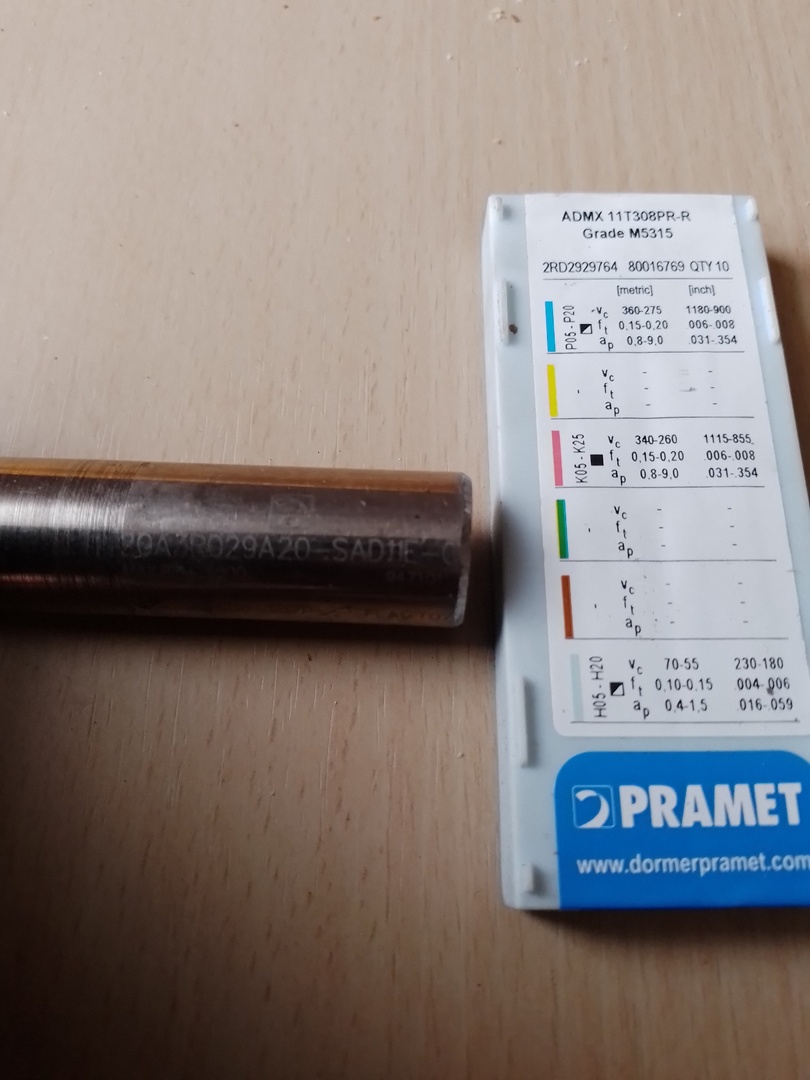 ADMX 11T308PR-R
Grade M5315
2RD2929764 80016769 QTY 10
[metric] [inch]
P05 - P20
vc 360-275 1180-900
ft 0,15-0,20 .006-.008
ap 0,8-9,0 .031-.354
vc - -
ft - -
ap - -
K05 - K25
vc 340-260 1115-855
ft 0,15-0,20 .006-.008
ap 0,8-9,0 .031-.354
vc - -
ft - -
ap - -
vc - -
ft - -
ap - -
H05 - H20
vc 70-55 230-180
ft 0,10-0,15 .004-.006
ap 0,4-1,5 .016-.059
PRAMET
www.dormerpramet.com
20A3R029A20-SAD11E-C